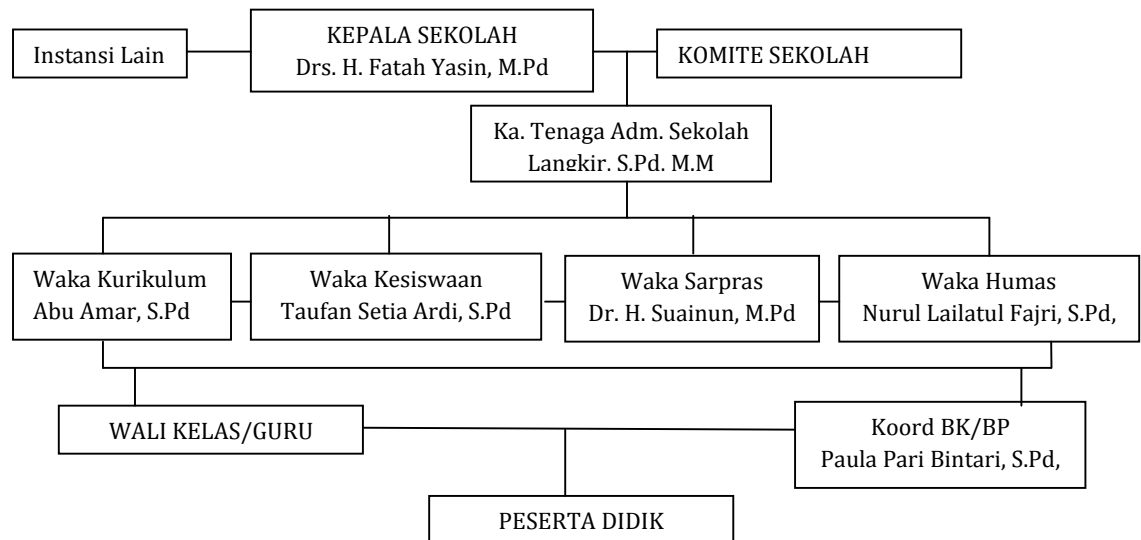 Instansi Lain
KEPALA SEKOLAH
Drs. H. Fatah Yasin, M.Pd
KOMITE SEKOLAH
Ka. Tenaga Adm. Sekolah
Langkir. S.Pd. M.M
Waka Kurikulum
Abu Amar, S.Pd
Waka Kesiswaan
Taufan Setia Ardi, S.Pd
Waka Sarpras
Dr. H. Suainun, M.Pd
Waka Humas
Nurul Lailatul Fajri, S.Pd,
WALI KELAS/GURU
Koord BK/BP
Paula Pari Bintari, S.Pd,
PESERTA DIDIK